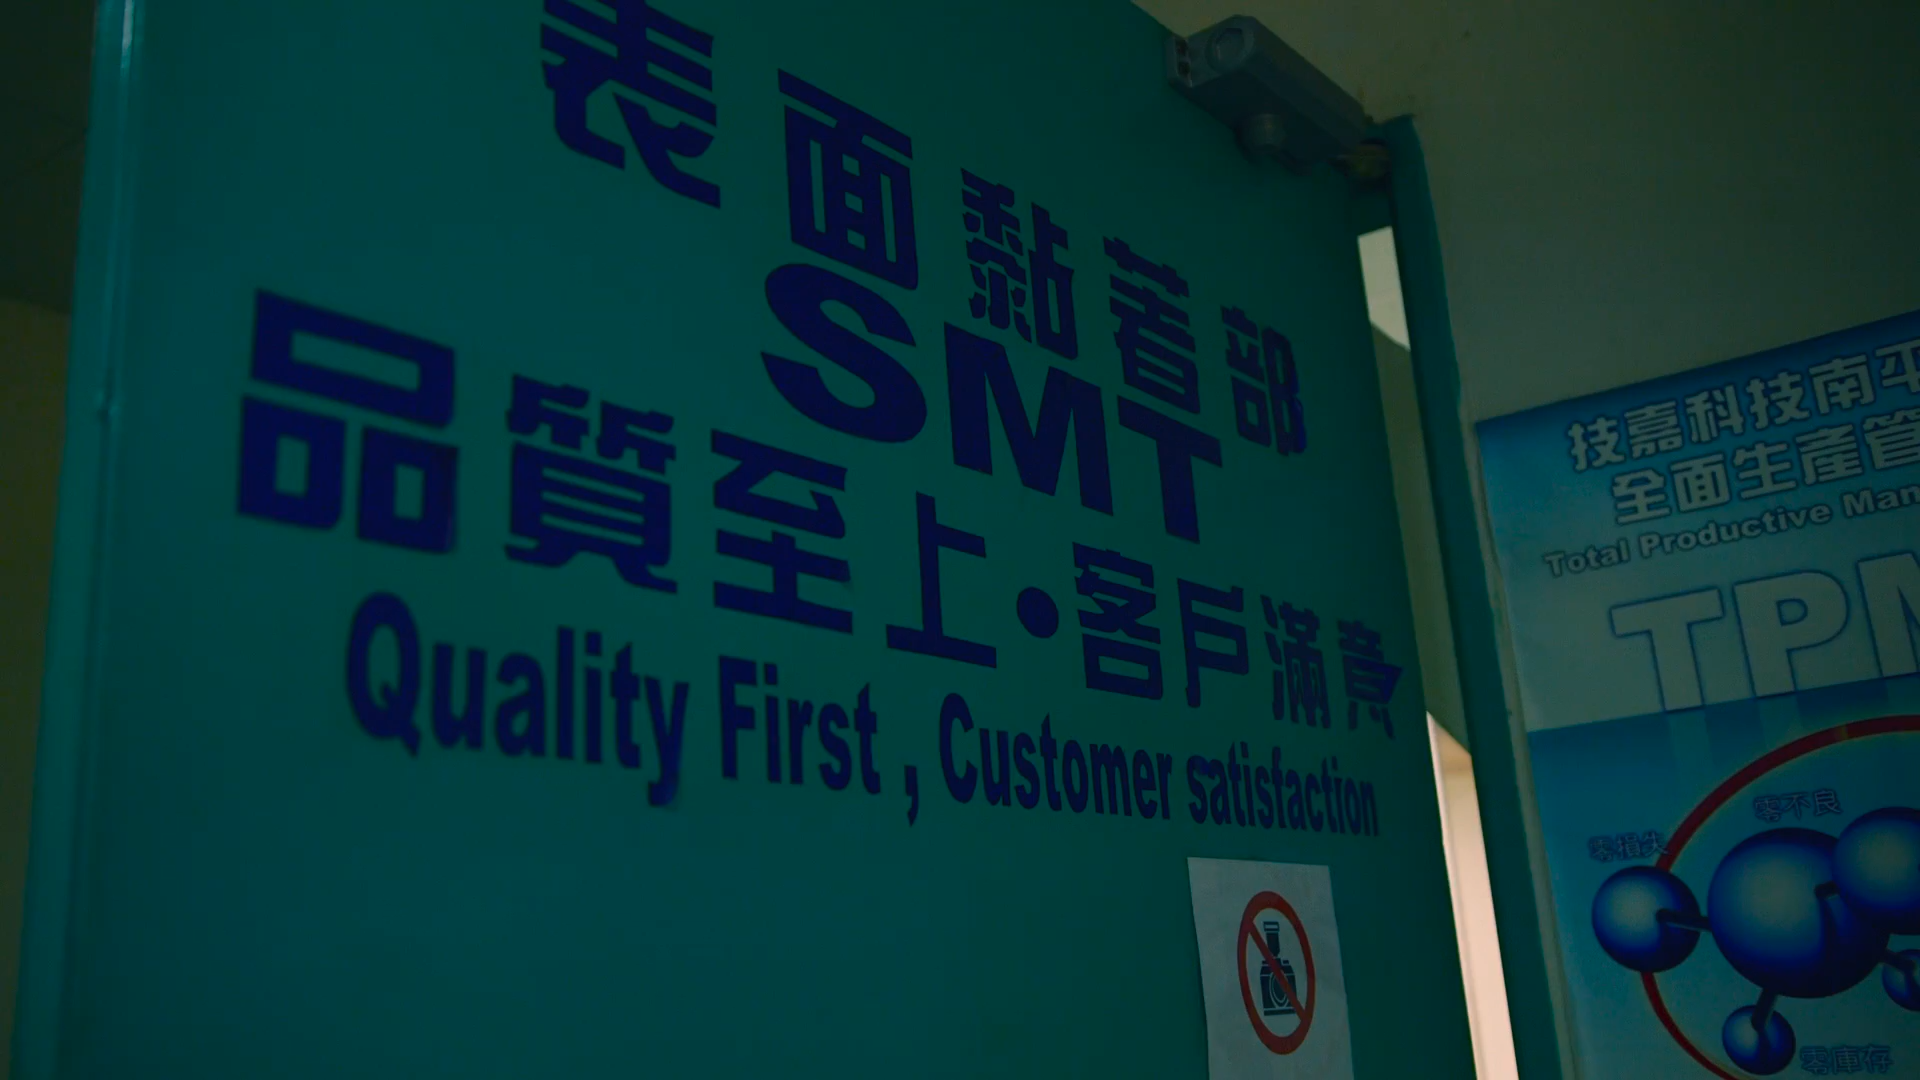 表面黏著部
SMT
品質至上•客戶滿意
Quality First , Customer satisfaction
技嘉科技南平
全面生產管
Total Productive Man
TPM
零不良
零損失
零庫存